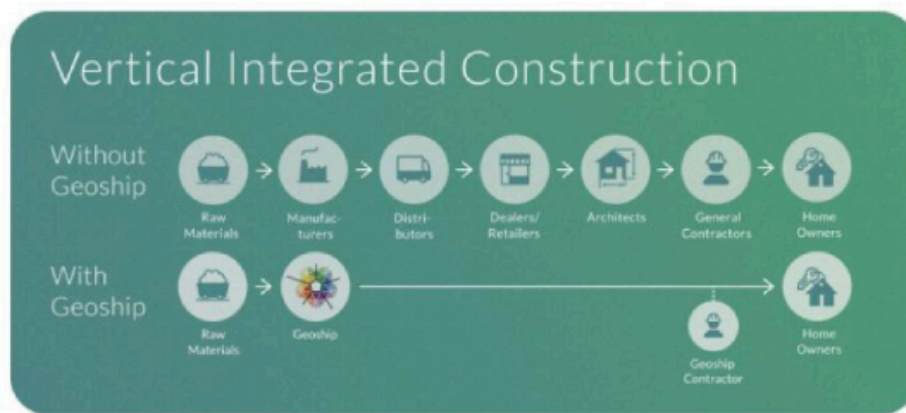 Vertical Integrated Construction
Without
Geoship
Raw
Materials
Manufac-
turers
Distri-
butors
Dealers/
Retailers
Architects
General
Contractors
Home
Owners
With
Geoship
Raw
Materials
Geoship
Geoship
Contractor
Home
Owners